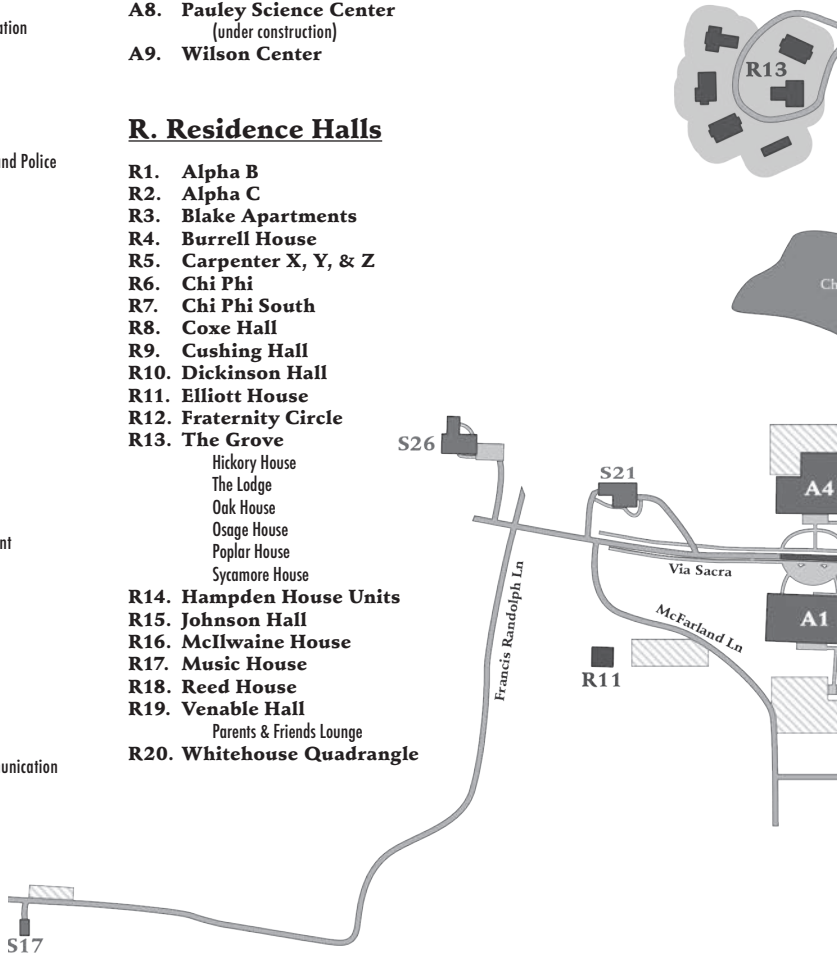 A8. Pauley Science Center
(under construction)
A9. Wilson Center
R. Residence Halls
R1. Alpha B
R2. Alpha C
R3. Blake Apartments
R4. Burrell House
R5. Carpenter X, Y, & Z
R6. Chi Phi
R7. Chi Phi South
R8. Coxe Hall
R9. Cushing Hall
R10. Dickinson Hall
R11. Elliott House
R12. Fraternity Circle
R13. The Grove
Hickory House
The Lodge
Oak House
Osage House
Poplar House
Sycamore House
R14. Hampden House Units
R15. Johnson Hall
R16. McIlwaine House
R17. Music House
R18. Reed House
R19. Venable Hall
Parents & Friends Lounge
R20. Whitehouse Quadrangle
and Police
R13
S26
S21
A4
Via Sacra
Francis Randolph Ln
McFarland Ln
A1
R11
S17